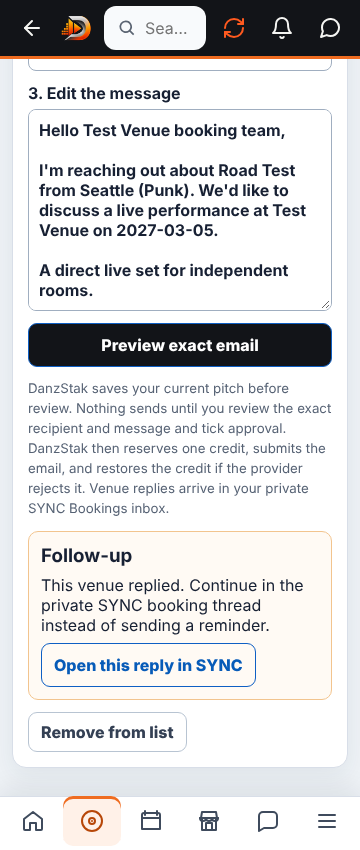 Sea...
3. Edit the message
Hello Test Venue booking team,
I'm reaching out about Road Test
from Seattle (Punk). We'd like to
discuss a live performance at Test
Venue on 2027-03-05.
A direct live set for independent
rooms.
Preview exact email
DanzStak saves your current pitch before
review. Nothing sends until you review the exact
recipient and message and tick approval.
DanzStak then reserves one credit, submits the
email, and restores the credit if the provider
rejects it. Venue replies arrive in your private
SYNC Bookings inbox.
Follow-up
This venue replied. Continue in the
private SYNC booking thread
instead of sending a reminder.
Open this reply in SYNC
Remove from list